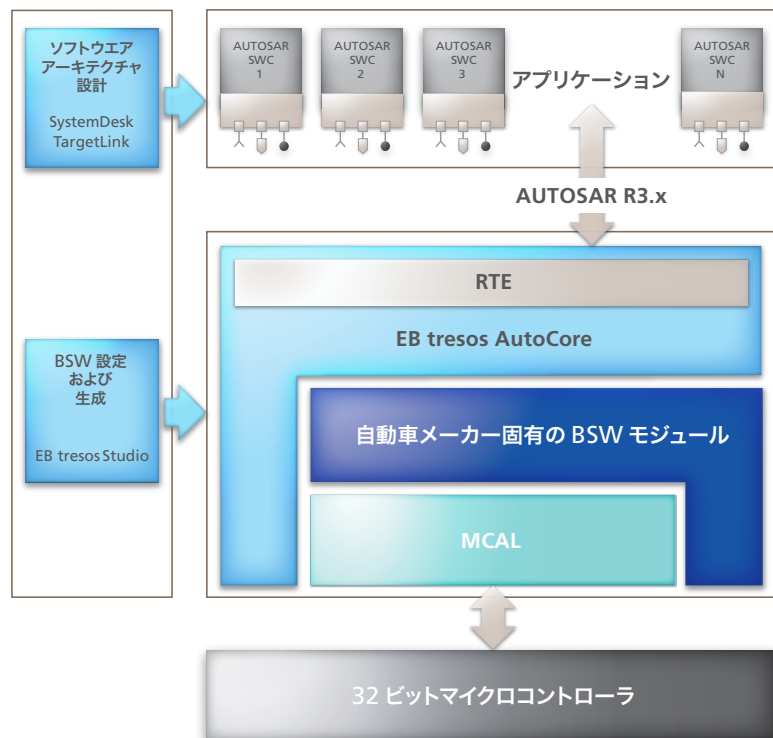 ソフトウエア
アーキテクチャ
設計
SystemDesk
TargetLink
AUTOSAR
SWC
1
AUTOSAR
SWC
2
AUTOSAR
SWC
3
アプリケーション
AUTOSAR
SWC
N
AUTOSAR R3.x
RTE
EB tresos AutoCore
BSW 設定
および
生成
EB tresos Studio
自動車メーカー固有の BSW モジュール
MCAL
32 ビットマイクロコントローラ